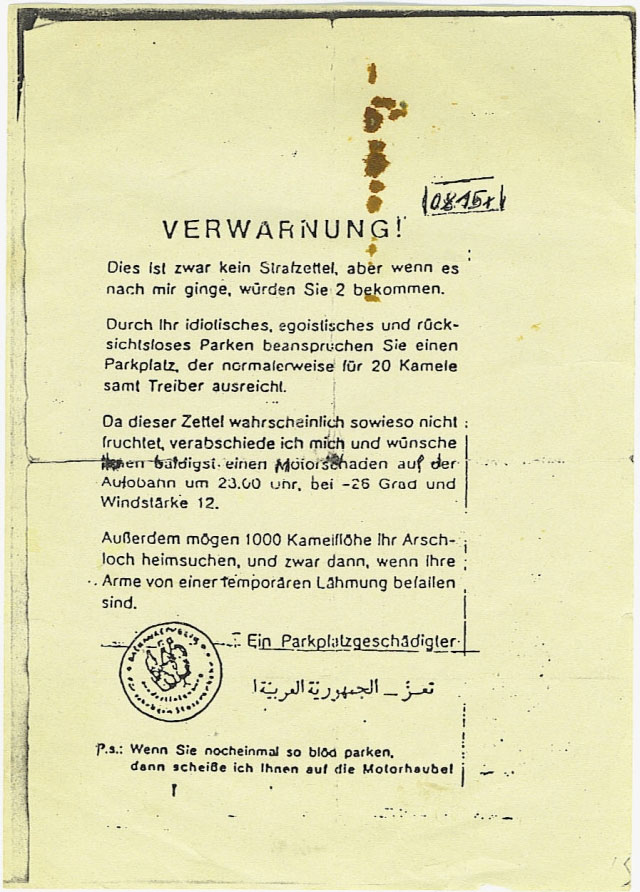 0815
VERWARNUNG!
Dies ist zwar kein Strafzettel, aber wenn es
nach mir ginge, würden Sie 2 bekommen.
Durch Ihr idiotisches, egoistisches und rück-
sichtsloses Parken beanspruchen Sie einen
Parkplatz, der normalerweise für 20 Kamele
samt Treiber ausreicht.
Da dieser Zettel wahrscheinlich sowieso nicht
fruchtet, verabschiede ich mich und wünsche
Ihnen baldigst einen Motorschaden auf der
Autobahn um 23.00 Uhr, bei -26 Grad und
Windstärke 12.
Außerdem mögen 1000 Kamelflöhe Ihr Arsch-
loch heimsuchen, und zwar dann, wenn Ihre
Arme von einer temporären Lähmung befallen
sind.
Ein Parkplatzgeschädigter
تعز - الجمهورية العربية
P.s.: Wenn Sie nocheinmal so blöd parken,
dann scheiße ich Ihnen auf die Motorhaube!